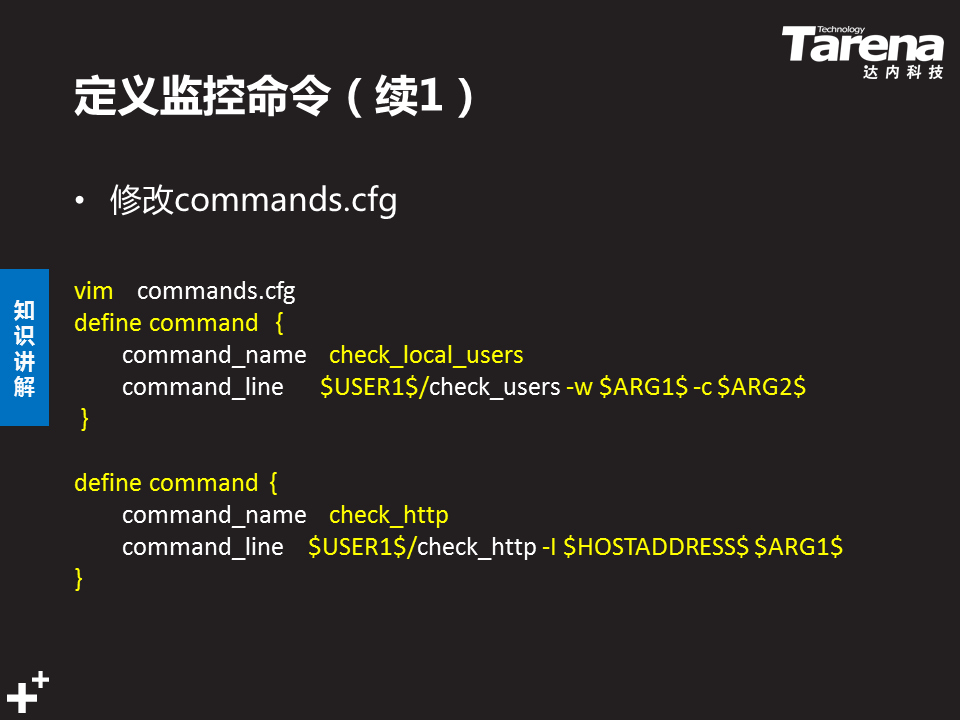 Technology
Tarena
达内科技
定义监控命令（续1）
• 修改commands.cfg
知识讲解
vim commands.cfg
define command {
command_name check_local_users
command_line $USER1$/check_users -w $ARG1$ -c $ARG2$
}
define command {
command_name check_http
command_line $USER1$/check_http -I $HOSTADDRESS$ $ARG1$
}